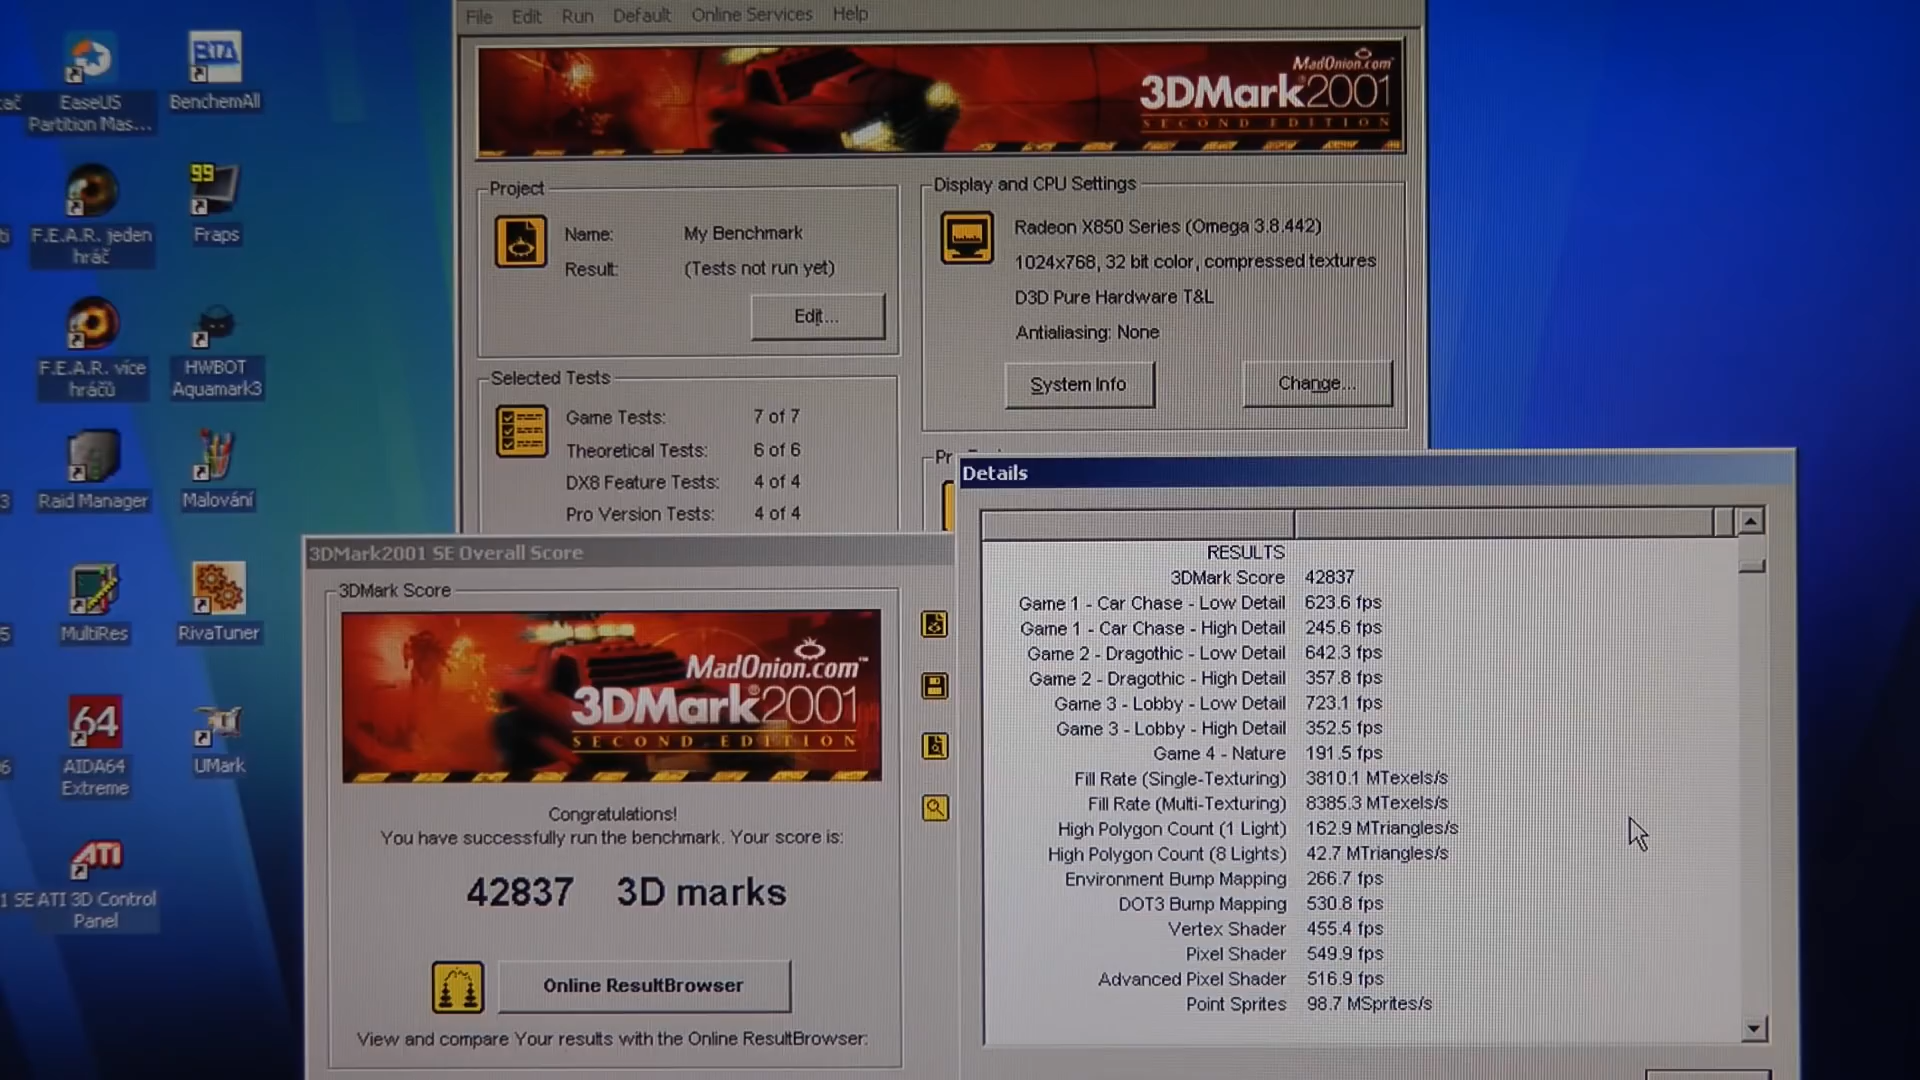 File Edit Run Default Online Services Help
MadOnion.com
3DMark®2001
SECOND EDITION
EaseUS
Partition Mas...
BenchemAll
F.E.A.R. jeden
hráč
Fraps
F.E.A.R. více
hráčů
HWBOT
Aquamark3
Raid Manager
Malování
MultiRes
RivaTuner
64
AIDA64
Extreme
UMark
ATI
1 SE
ATI 3D Control
Panel
BTA
99
Project
Name: My Benchmark
Result: (Tests not run yet)
Edit...
Display and CPU Settings
Radeon X850 Series (Omega 3.8.442)
1024x768, 32 bit color, compressed textures
D3D Pure Hardware T&L
Antialiasing: None
System Info
Change...
Selected Tests
Game Tests: 7 of 7
Theoretical Tests: 6 of 6
DX8 Feature Tests: 4 of 4
Pro Version Tests: 4 of 4
3DMark2001 SE Overall Score
3DMark Score
MadOnion.com™
3DMark®2001
SECOND EDITION
Congratulations!
You have successfully run the benchmark. Your score is:
42837 3D marks
Online ResultBrowser
View and compare Your results with the Online ResultBrowser.
Details
RESULTS
3DMark Score 42837
Game 1 - Car Chase - Low Detail 623.6 fps
Game 1 - Car Chase - High Detail 245.6 fps
Game 2 - Dragothic - Low Detail 642.3 fps
Game 2 - Dragothic - High Detail 357.8 fps
Game 3 - Lobby - Low Detail 723.1 fps
Game 3 - Lobby - High Detail 352.5 fps
Game 4 - Nature 191.5 fps
Fill Rate (Single-Texturing) 3810.1 MTexels/s
Fill Rate (Multi-Texturing) 8385.3 MTexels/s
High Polygon Count (1 Light) 162.9 MTriangles/s
High Polygon Count (8 Lights) 42.7 MTriangles/s
Environment Bump Mapping 266.7 fps
DOT3 Bump Mapping 530.8 fps
Vertex Shader 455.4 fps
Pixel Shader 549.9 fps
Advanced Pixel Shader 516.9 fps
Point Sprites 98.7 MSprites/s